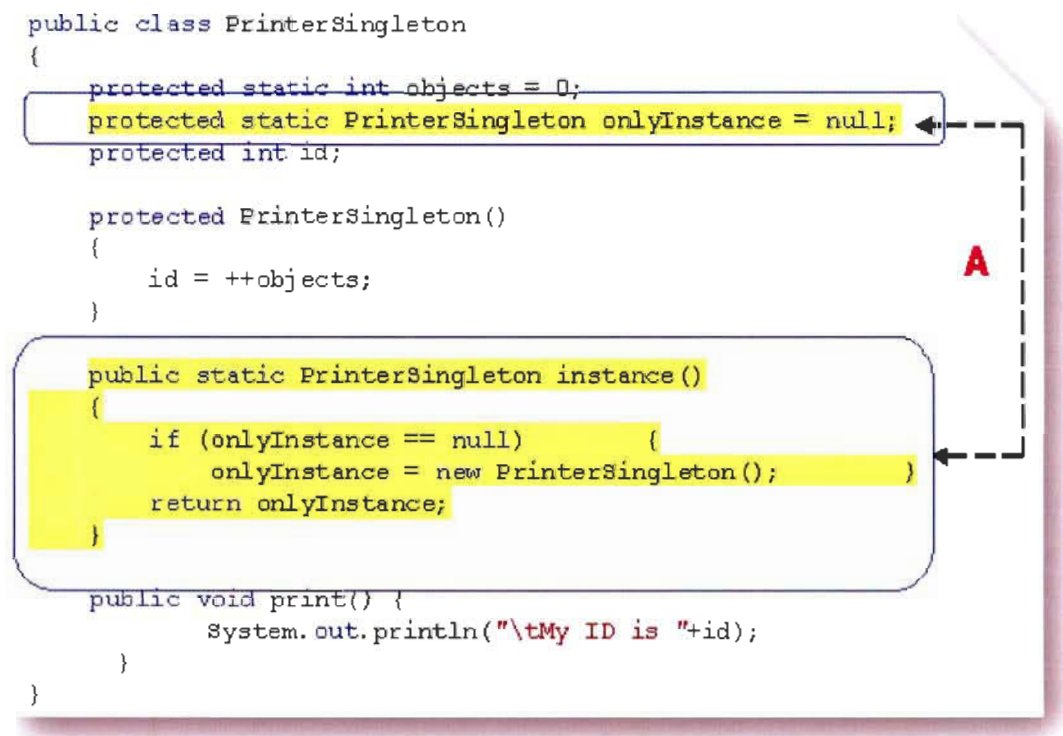 public class PrinterSingleton
{
protected static int objects = 0;
protected static PrinterSingleton onlyInstance = null;
protected int id;
protected PrinterSingleton()
{
id = ++objects;
}
A
public static PrinterSingleton instance()
{
if (onlyInstance == null) {
onlyInstance = new PrinterSingleton(); }
return onlyInstance;
}
public void print() {
System.out.println("\tMy ID is "+id);
}
}